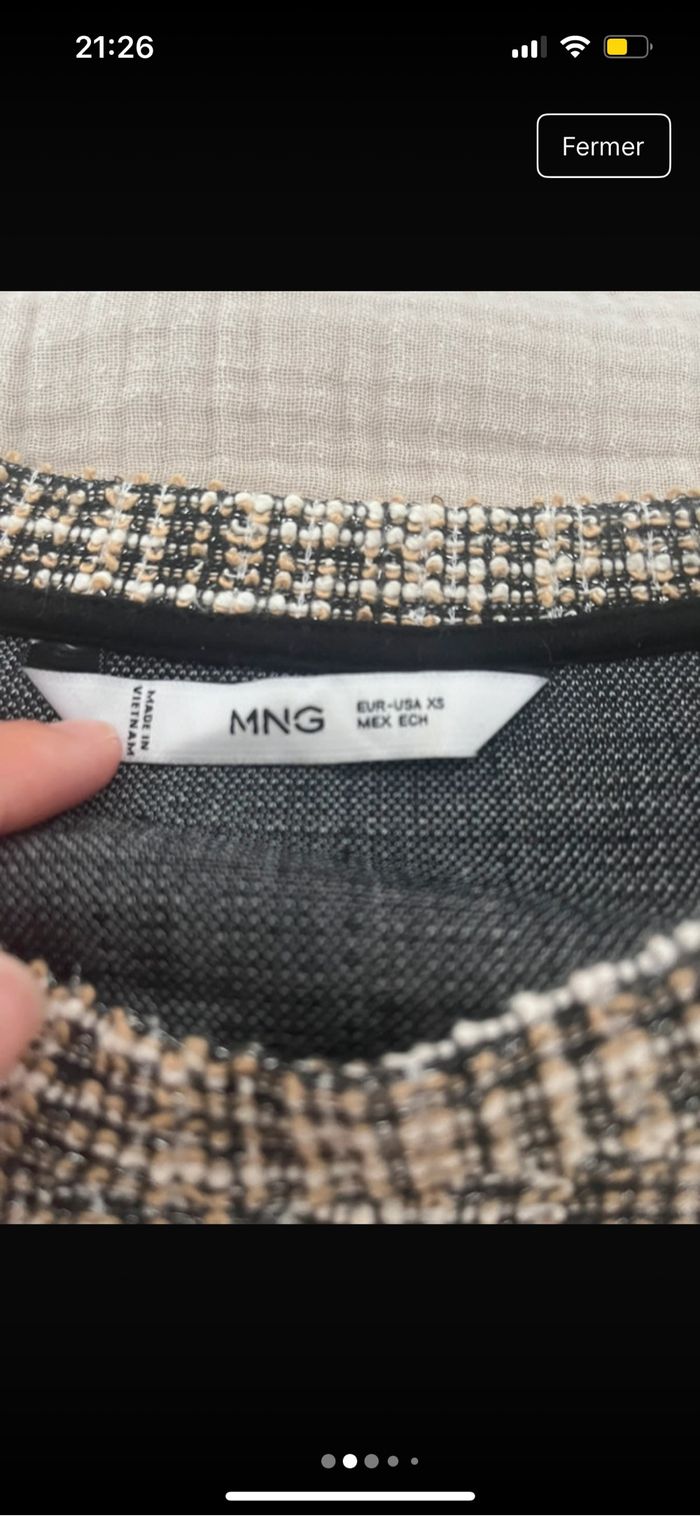 21:26
Fermer
MADE IN
VIETNAM
MNG
EUR-USA XS
MEX ECH